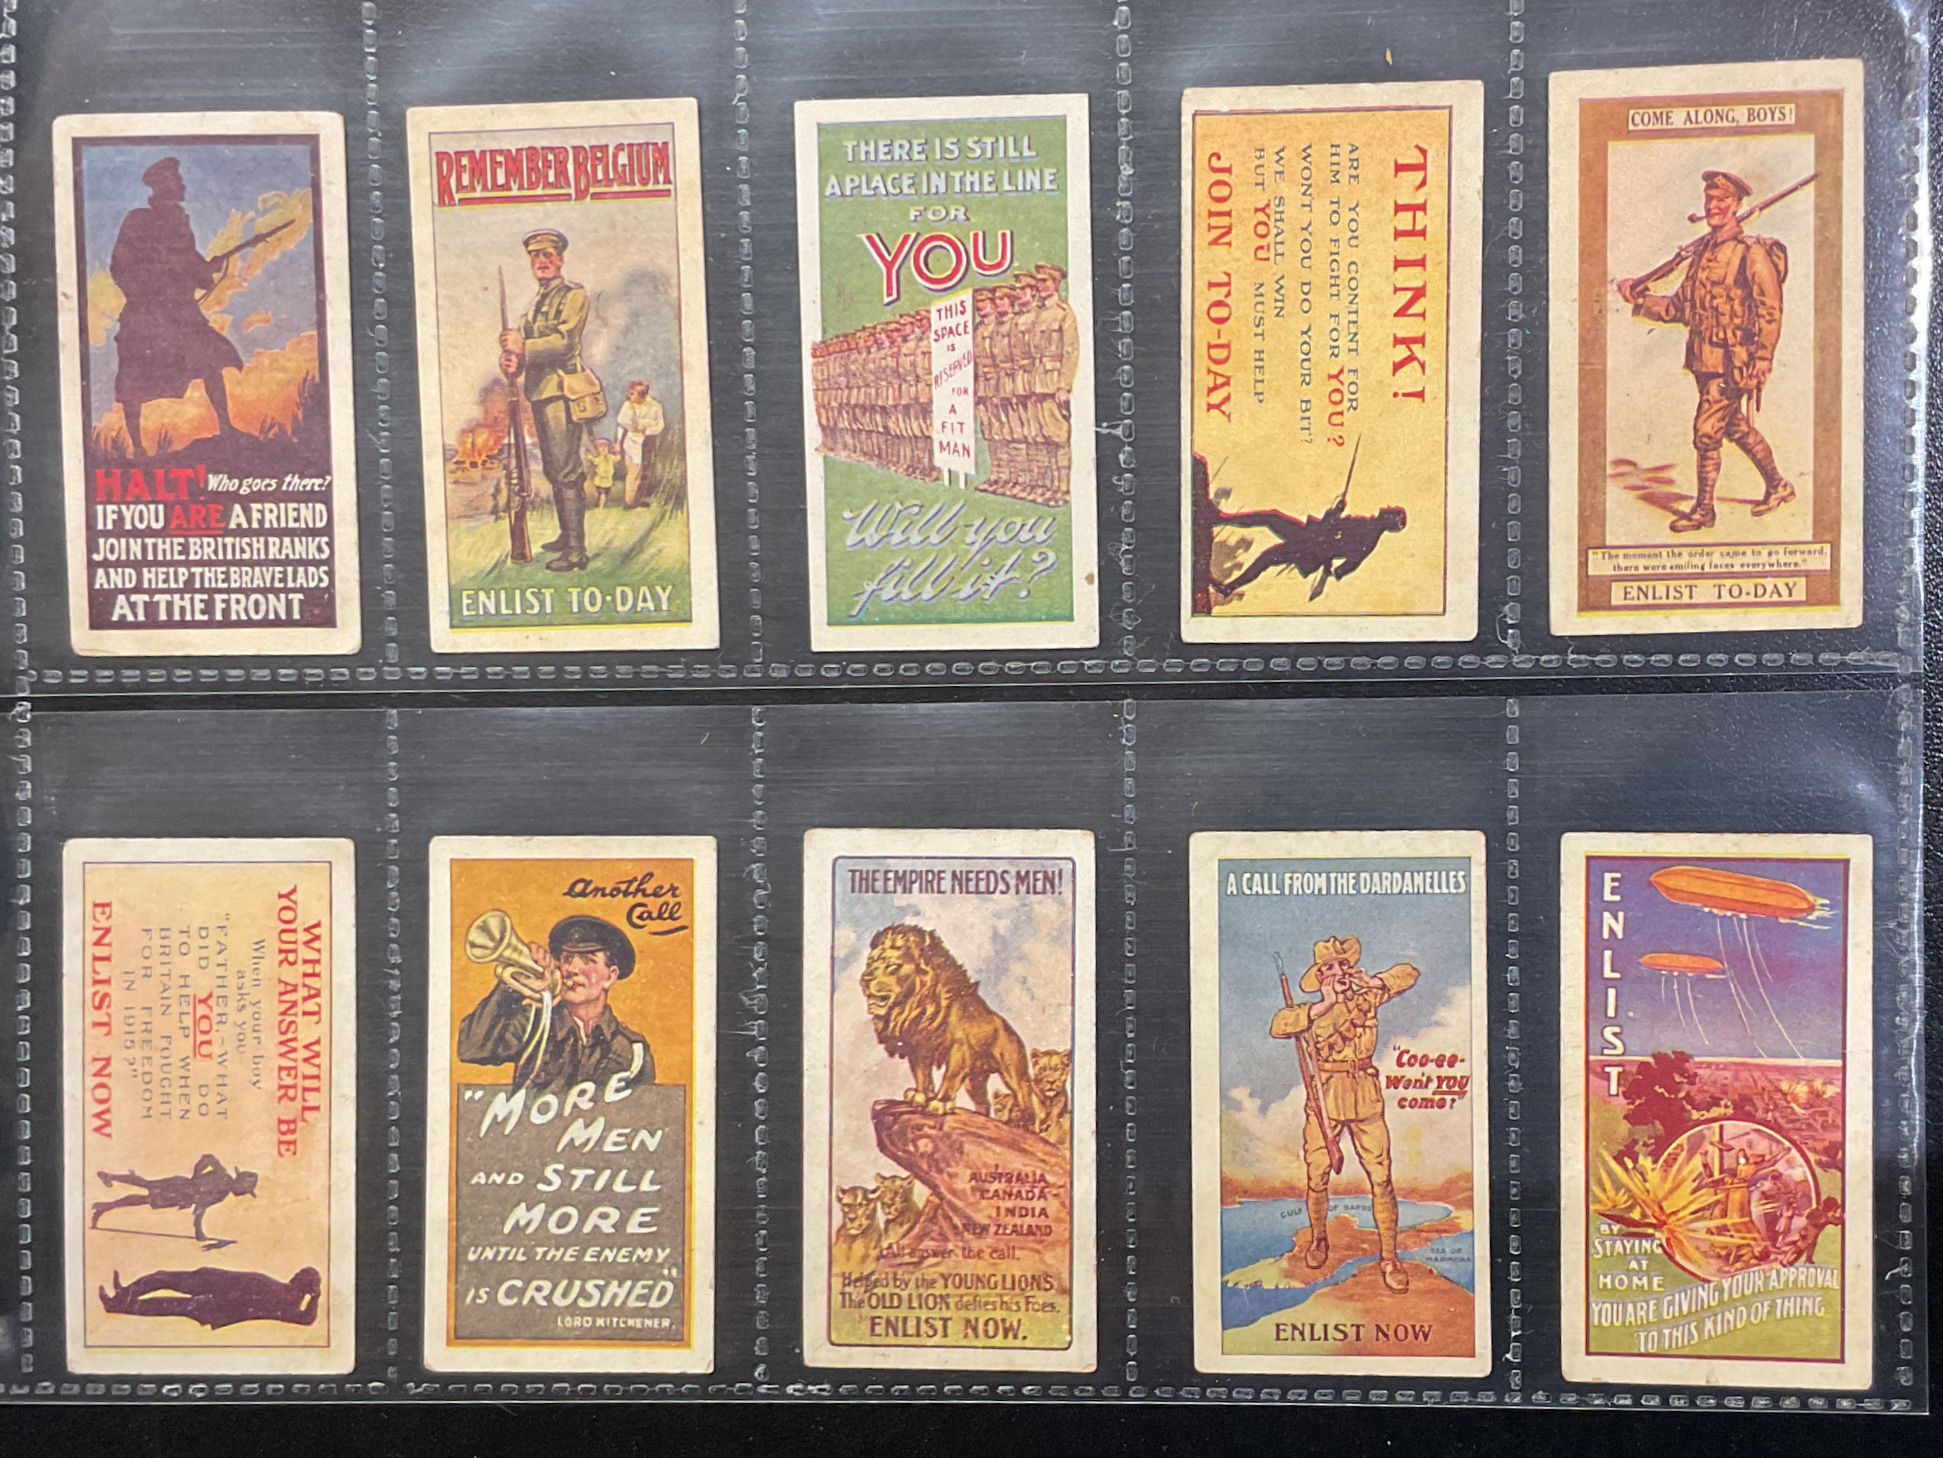 HALT! Who goes there?
IF YOU ARE A FRIEND
JOIN THE BRITISH RANKS
AND HELP THE BRAVE LADS
AT THE FRONT
REMEMBER BELGIUM
ENLIST TO-DAY
THERE IS STILL
A PLACE IN THE LINE
FOR
YOU
THIS
SPACE
IS
RESERVED
FOR
A
FIT
MAN
Will you
fill it?
THINK!
ARE YOU CONTENT FOR
HIM TO FIGHT FOR YOU?
WON'T YOU DO YOUR BIT?
WE SHALL WIN
BUT YOU MUST HELP
JOIN TO-DAY
COME ALONG, BOYS!
"The moment the order came to go forward,
there were smiling faces everywhere."
ENLIST TO-DAY
WHAT WILL
YOUR ANSWER BE
When your boy
asks you
"FATHER,-WHAT
DID YOU DO
TO HELP WHEN
BRITAIN FOUGHT
FOR FREEDOM
IN 1915?"
ENLIST NOW
Another
Call
"MORE
MEN
AND STILL
MORE
UNTIL THE ENEMY
IS CRUSHED"
LORD KITCHENER.
THE EMPIRE NEEDS MEN!
AUSTRALIA
CANADA
INDIA
NEW ZEALAND
All answer the call.
Helped by the YOUNG LIONS
The OLD LION defies his Foes.
ENLIST NOW.
A CALL FROM THE DARDANELLES
"Coo-ee-
Won't YOU
come?"
GULF OF SAROS
SEA OF
MARMORA
ENLIST NOW
ENLIST
BY
STAYING
AT
HOME
YOU ARE GIVING YOUR APPROVAL
TO THIS KIND OF THING